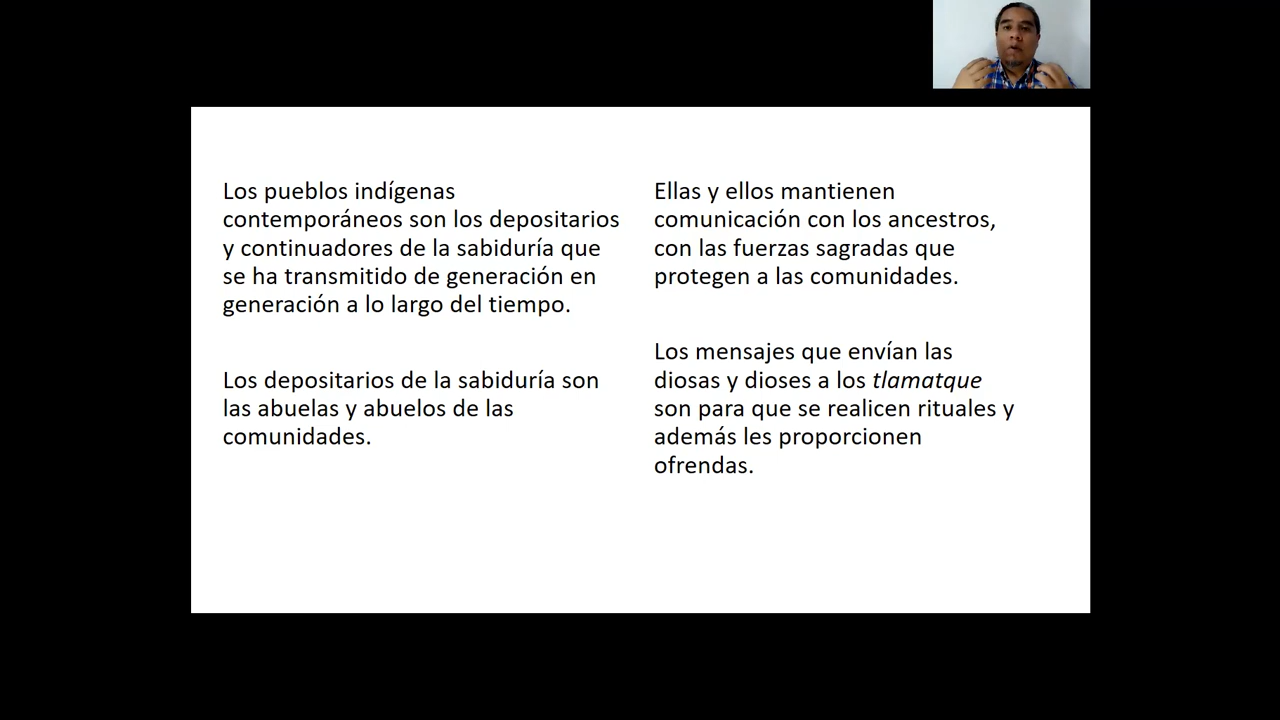 Los pueblos indígenas
contemporáneos son los depositarios
y continuadores de la sabiduría que
se ha transmitido de generación en
generación a lo largo del tiempo.
Los depositarios de la sabiduría son
las abuelas y abuelos de las
comunidades.
Ellas y ellos mantienen
comunicación con los ancestros,
con las fuerzas sagradas que
protegen a las comunidades.
Los mensajes que envían las
diosas y dioses a los tlamatque
son para que se realicen rituales y
además les proporcionen
ofrendas.